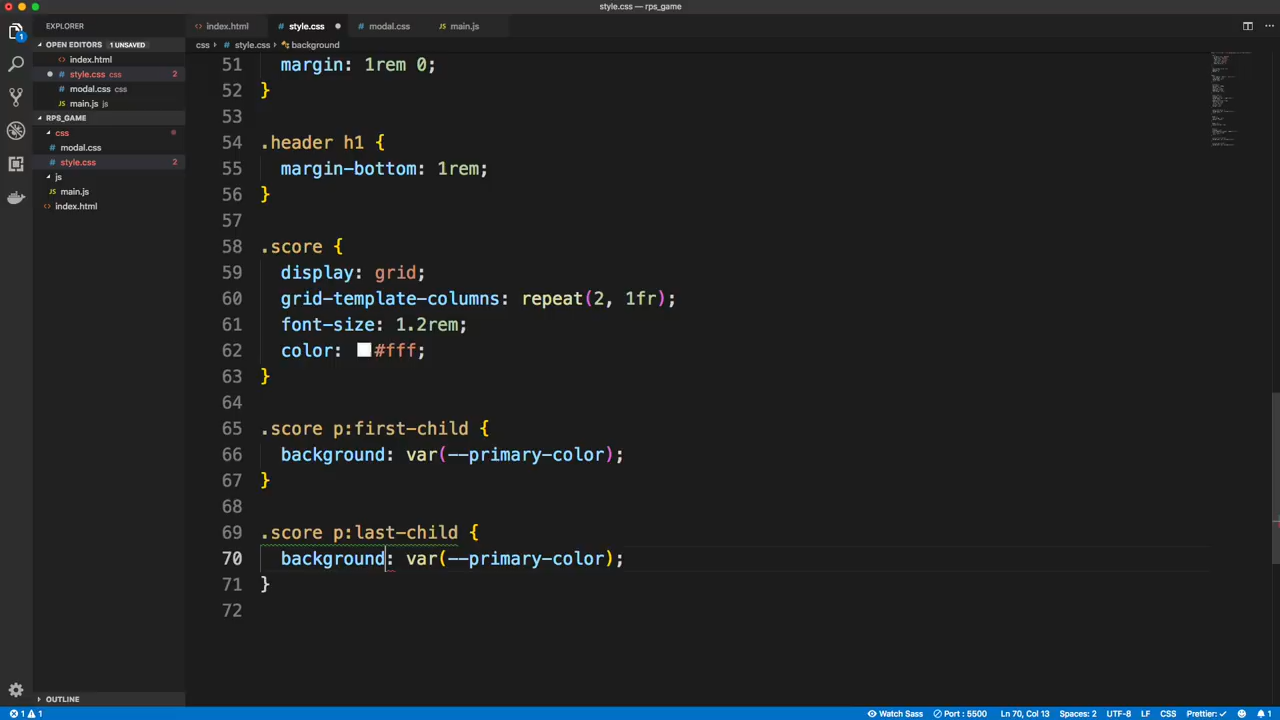 style.css — rps_game
EXPLORER
index.html
style.css
modal.css
main.js
OPEN EDITORS 1 UNSAVED
css > style.css > background
index.html
style.css css 2
modal.css css
main.js js
RPS_GAME
css
modal.css
style.css 2
js
main.js
index.html
OUTLINE
1
51 margin: 1rem 0;
52 }
53
54 .header h1 {
55 margin-bottom: 1rem;
56 }
57
58 .score {
59 display: grid;
60 grid-template-columns: repeat(2, 1fr);
61 font-size: 1.2rem;
62 color: #fff;
63 }
64
65 .score p:first-child {
66 background: var(--primary-color);
67 }
68
69 .score p:last-child {
70 background: var(--primary-color);
71 }
72
1 1 Watch Sass Port : 5500 Ln 70, Col 13 Spaces: 2 UTF-8 LF CSS Prettier: ✓ 1